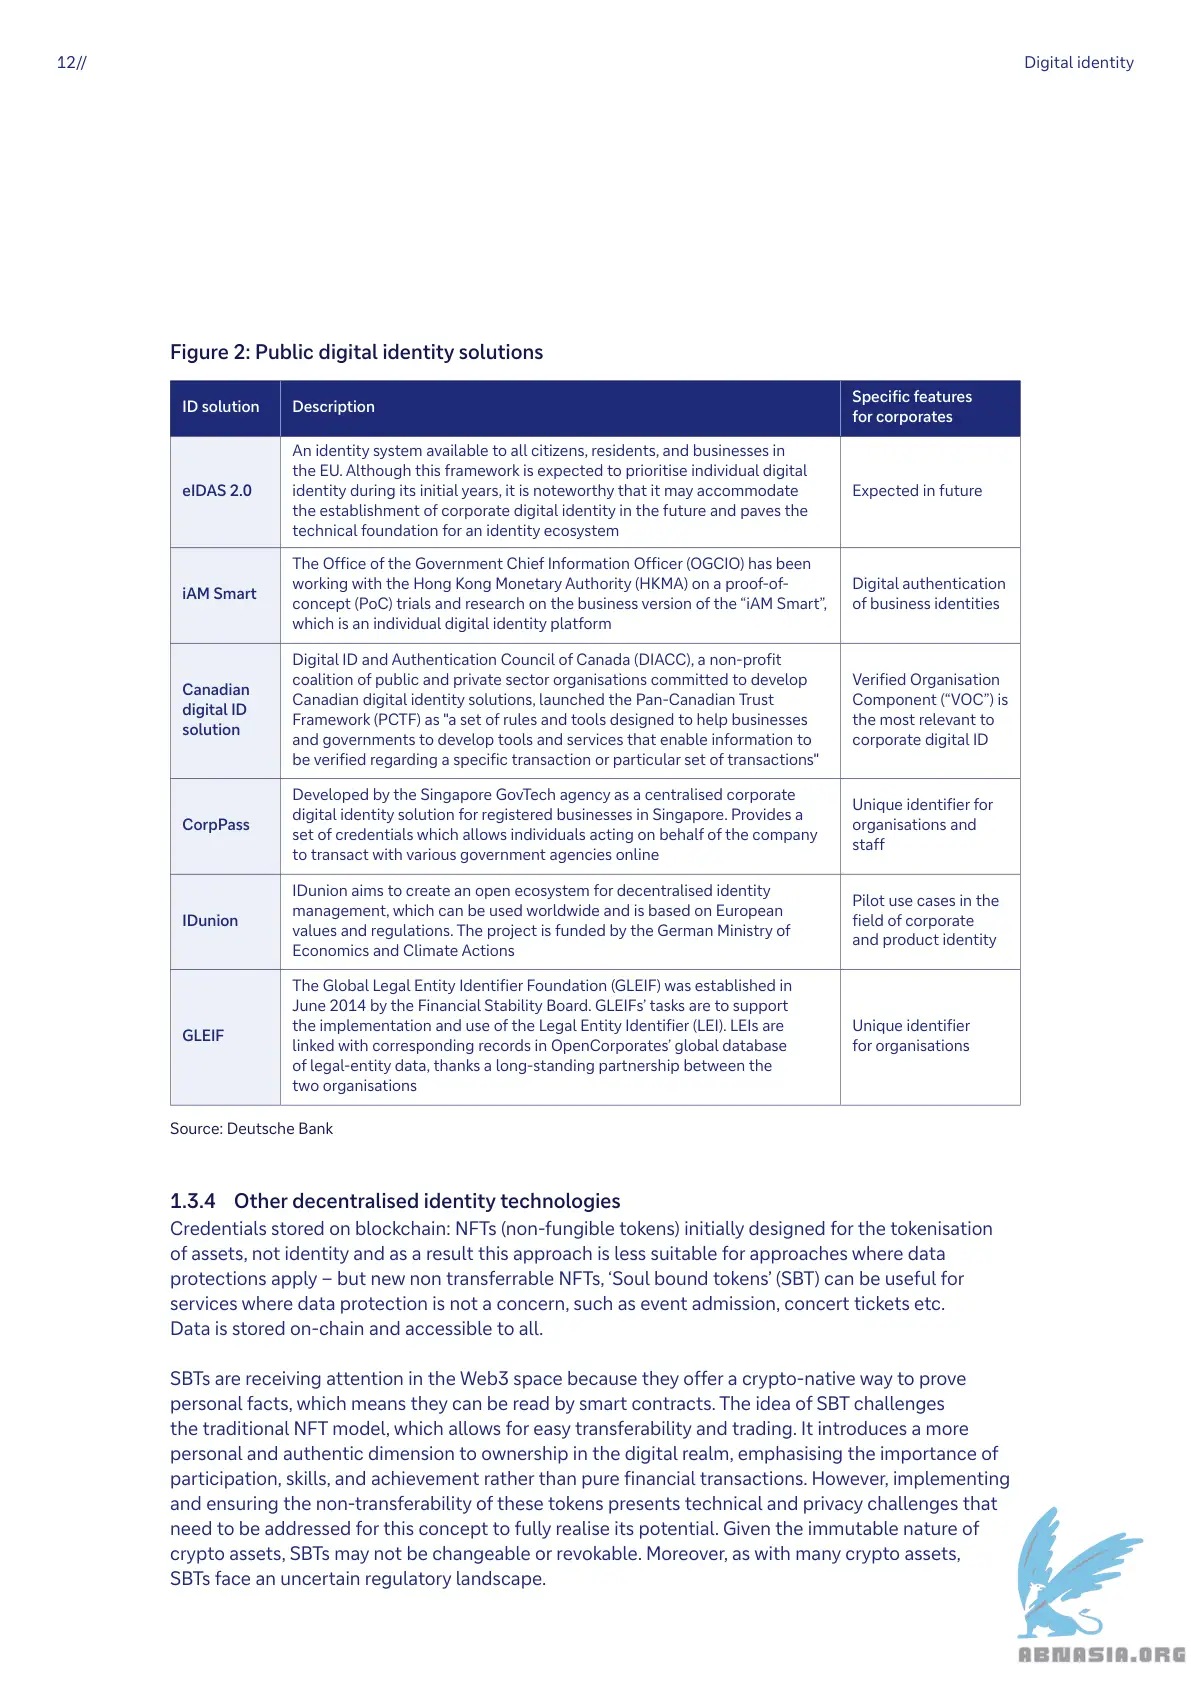 12//
Digital identity
Figure 2: Public digital identity solutions
ID solution
Description
Specific features
for corporates
eIDAS 2.0
An identity system available to all citizens, residents, and businesses in
the EU. Although this framework is expected to prioritise individual digital
identity during its initial years, it is noteworthy that it may accommodate
the establishment of corporate digital identity in the future and paves the
technical foundation for an identity ecosystem
Expected in future
iAM Smart
The Office of the Government Chief Information Officer (OGCIO) has been
working with the Hong Kong Monetary Authority (HKMA) on a proof-of-
concept (PoC) trials and research on the business version of the “iAM Smart”,
which is an individual digital identity platform
Digital authentication
of business identities
Canadian
digital ID
solution
Digital ID and Authentication Council of Canada (DIACC), a non-profit
coalition of public and private sector organisations committed to develop
Canadian digital identity solutions, launched the Pan-Canadian Trust
Framework (PCTF) as "a set of rules and tools designed to help businesses
and governments to develop tools and services that enable information to
be verified regarding a specific transaction or particular set of transactions"
Verified Organisation
Component (“VOC”) is
the most relevant to
corporate digital ID
CorpPass
Developed by the Singapore GovTech agency as a centralised corporate
digital identity solution for registered businesses in Singapore. Provides a
set of credentials which allows individuals acting on behalf of the company
to transact with various government agencies online
Unique identifier for
organisations and
staff
IDunion
IDunion aims to create an open ecosystem for decentralised identity
management, which can be used worldwide and is based on European
values and regulations. The project is funded by the German Ministry of
Economics and Climate Actions
Pilot use cases in the
field of corporate
and product identity
GLEIF
The Global Legal Entity Identifier Foundation (GLEIF) was established in
June 2014 by the Financial Stability Board. GLEIFs’ tasks are to support
the implementation and use of the Legal Entity Identifier (LEI). LEIs are
linked with corresponding records in OpenCorporates’ global database
of legal-entity data, thanks a long-standing partnership between the
two organisations
Unique identifier
for organisations
Source: Deutsche Bank
1.3.4 Other decentralised identity technologies
Credentials stored on blockchain: NFTs (non-fungible tokens) initially designed for the tokenisation
of assets, not identity and as a result this approach is less suitable for approaches where data
protections apply – but new non transferrable NFTs, ‘Soul bound tokens’ (SBT) can be useful for
services where data protection is not a concern, such as event admission, concert tickets etc.
Data is stored on-chain and accessible to all.
SBTs are receiving attention in the Web3 space because they offer a crypto-native way to prove
personal facts, which means they can be read by smart contracts. The idea of SBT challenges
the traditional NFT model, which allows for easy transferability and trading. It introduces a more
personal and authentic dimension to ownership in the digital realm, emphasising the importance of
participation, skills, and achievement rather than pure financial transactions. However, implementing
and ensuring the non-transferability of these tokens presents technical and privacy challenges that
need to be addressed for this concept to fully realise its potential. Given the immutable nature of
crypto assets, SBTs may not be changeable or revokable. Moreover, as with many crypto assets,
SBTs face an uncertain regulatory landscape.
ABNASIA.ORG